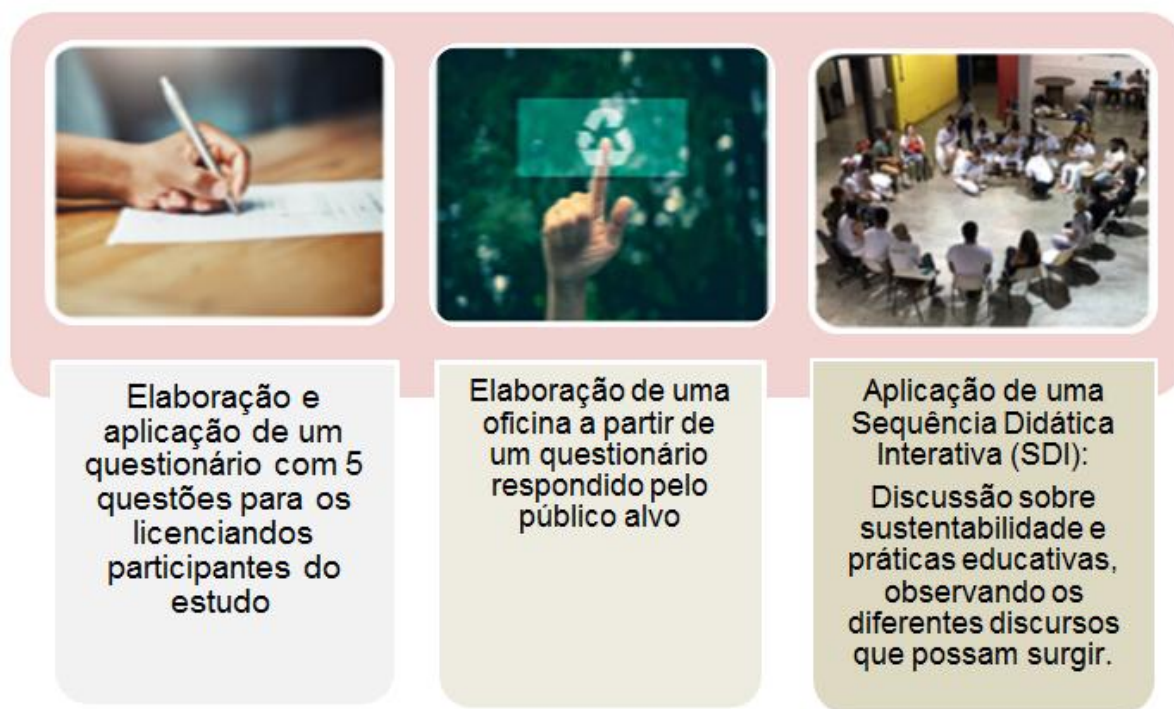 Elaboração e
aplicação de um
questionário com 5
questões para os
licenciandos
participantes do
estudo
Elaboração de uma
oficina a partir de
um questionário
respondido pelo
público alvo
Aplicação de uma
Sequência Didática
Interativa (SDI):
Discussão sobre
sustentabilidade e
práticas educativas,
observando os
diferentes discursos
que possam surgir.